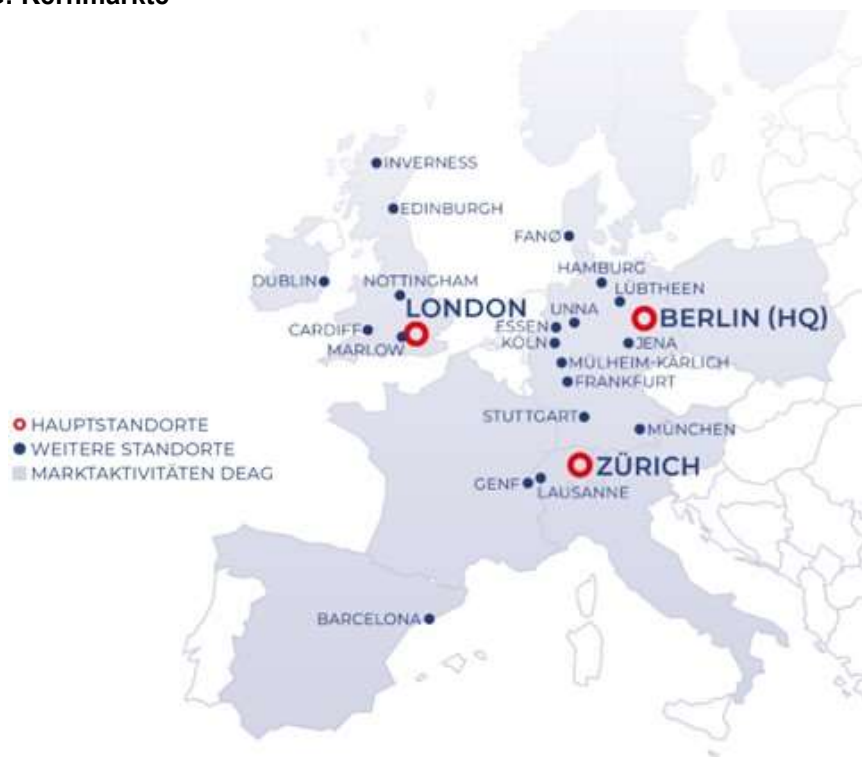 Kernmärkte
INVERNESS
EDINBURGH
FANØ
HAMBURG
DUBLIN
NOTTINGHAM
LÜBTHEEN
LONDON
UNNA
BERLIN (HQ)
CARDIFF
ESSEN
MARLOW
KÖLN
JENA
MÜLHEIM-KÄRLICH
FRANKFURT
STUTTGART
MÜNCHEN
HAUPTSTANDORTE
WEITERE STANDORTE
MARKTAKTIVITÄTEN DEAG
ZÜRICH
GENF
LAUSANNE
BARCELONA